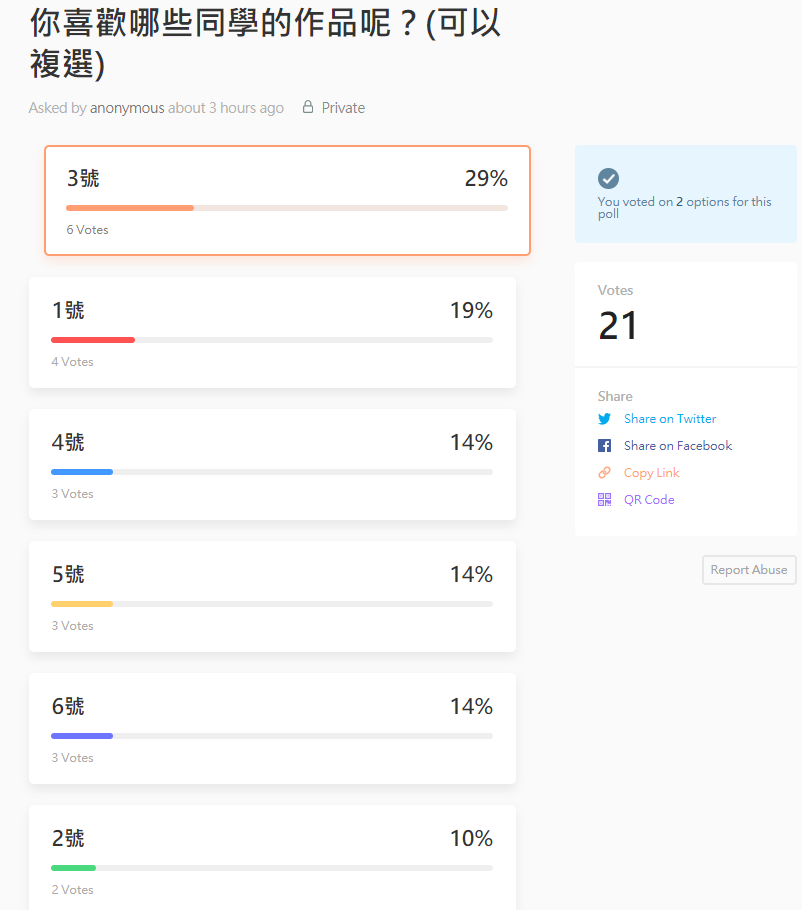 你喜歡哪些同學的作品呢？(可以
複選)
Asked by anonymous about 3 hours ago Private
3號 29%
6 Votes
1號 19%
4 Votes
4號 14%
3 Votes
5號 14%
3 Votes
6號 14%
3 Votes
2號 10%
2 Votes
You voted on 2 options for this
poll
Votes
21
Share
Share on Twitter
Share on Facebook
Copy Link
QR Code
Report Abuse